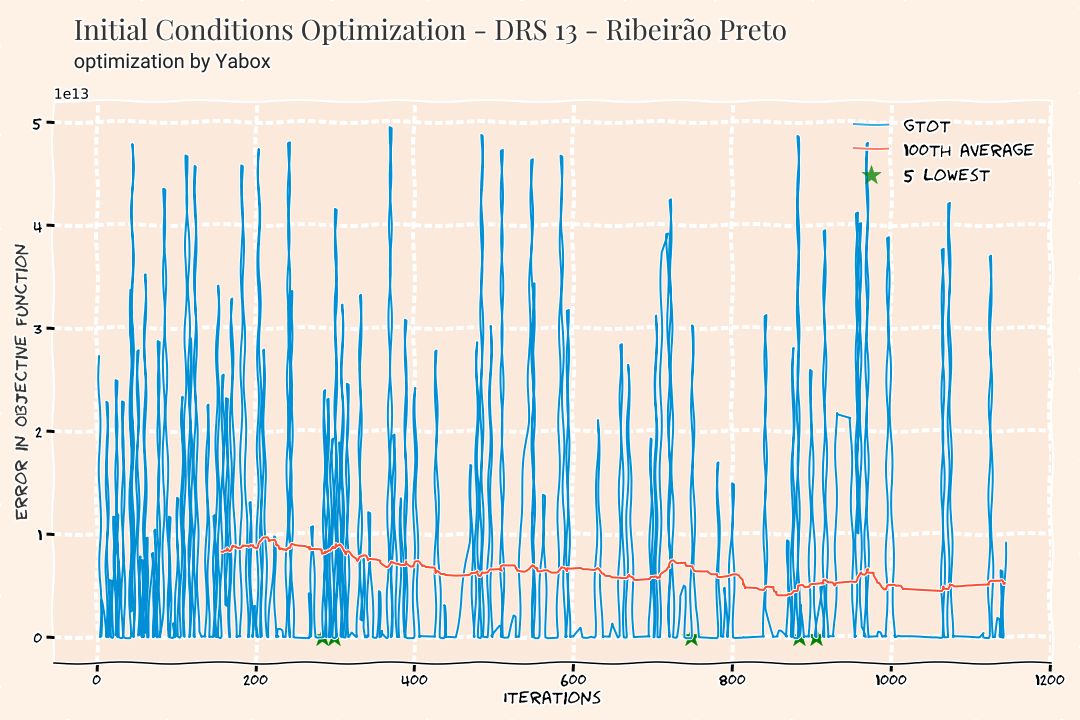 Initial Conditions Optimization - DRS 13 - Ribeirão Preto
optimization by Yabox
1e13
5
4
3
2
1
0
ERROR IN OBJECTIVE FUNCTION
GTOT
100TH AVERAGE
5 LOWEST
0 200 400 600 800 1000 1200
ITERATIONS